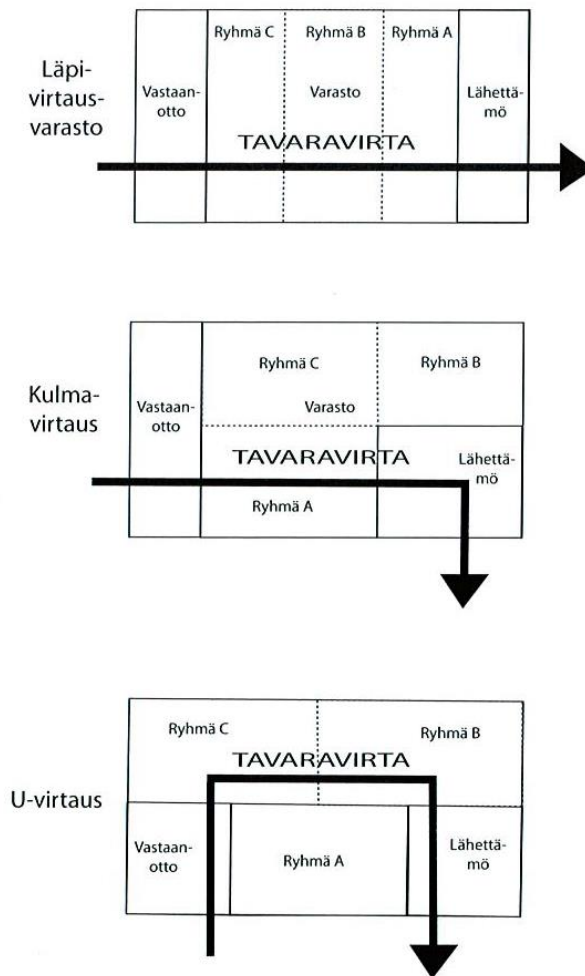 Läpi-
virtaus-
varasto
Ryhmä C
Ryhmä B
Ryhmä A
Vastaan-
otto
Varasto
Lähettä-
mö
TAVARAVIRTA
Kulma-
virtaus
Ryhmä C
Ryhmä B
Vastaan-
otto
Varasto
TAVARAVIRTA
Lähettä-
mö
Ryhmä A
U-virtaus
Ryhmä C
Ryhmä B
TAVARAVIRTA
Vastaan-
otto
Ryhmä A
Lähettä-
mö